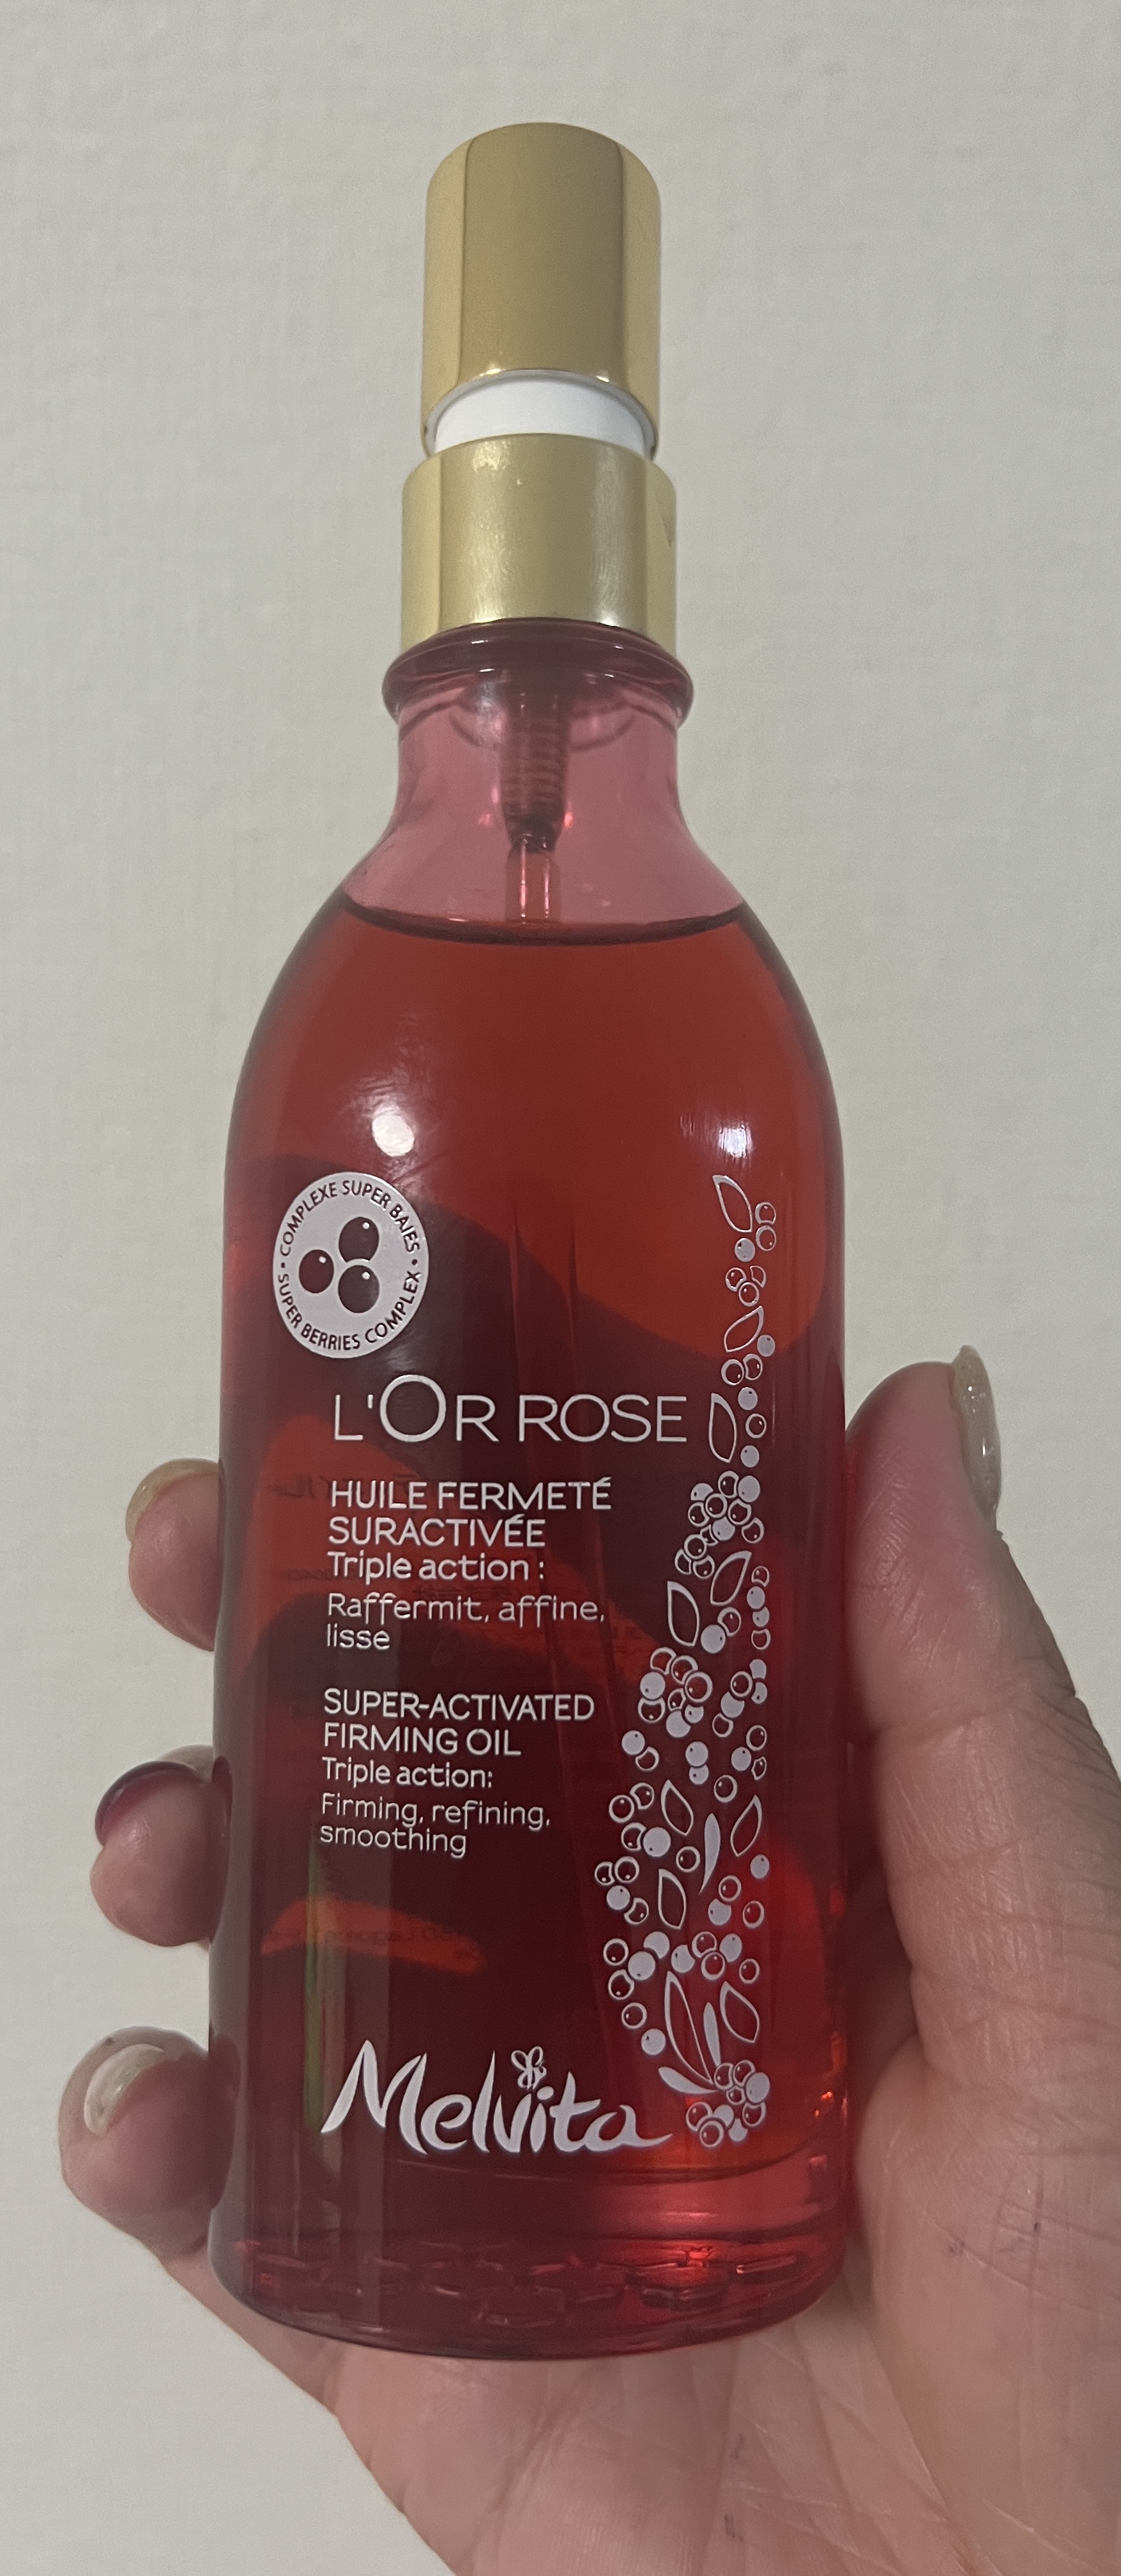 COMPLEXE SUPER BAIES
SUPER BERRIES COMPLEX
L'OR ROSE
HUILE FERMETÉ
SURACTIVÉE
Triple action :
Raffermit, affine,
lisse
SUPER-ACTIVATED
FIRMING OIL
Triple action:
Firming, refining,
smoothing
Melvita